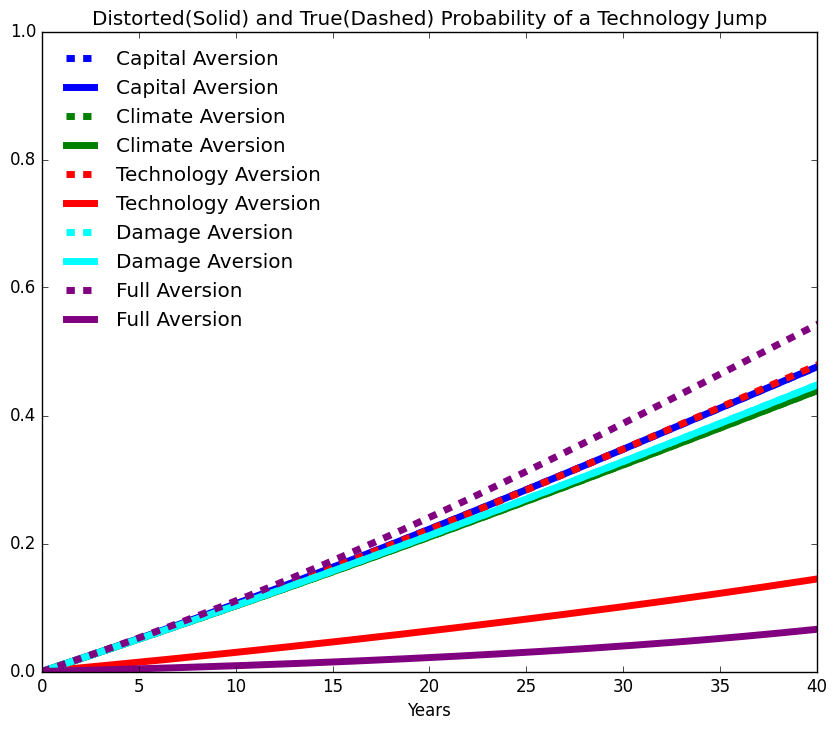 Distorted(Solid) and True(Dashed) Probability of a Technology Jump
1.0
Capital Aversion
Capital Aversion
Climate Aversion
0.8
Climate Aversion
Technology Aversion
Technology Aversion
Damage Aversion
Damage Aversion
0.6
Full Aversion
Full Aversion
0.4
0.2
0.0
0 5 10 15 20 25 30 35 40
Years